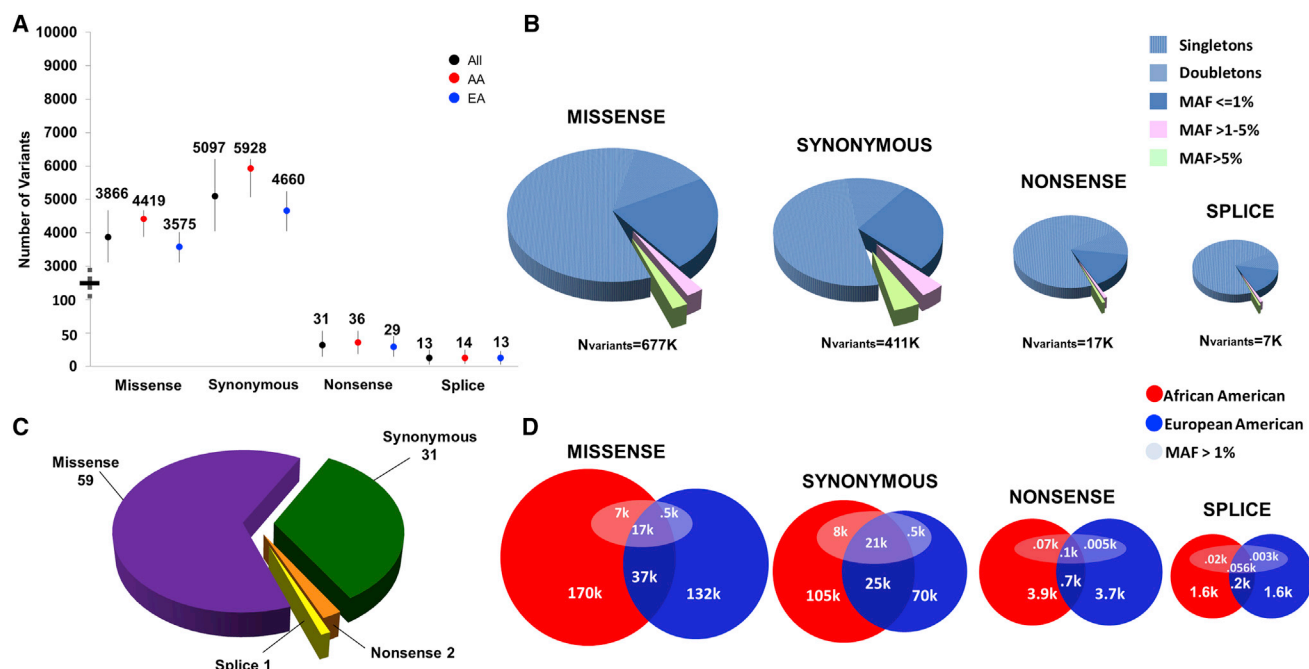 A
10000
9000
8000
7000
6000
5000
4000
3000
100
50
0
Number of Variants
All
AA
EA
3866
4419
3575
5097
5928
4660
31
36
29
13
14
13
Missense
Synonymous
Nonsense
Splice
B
Singletons
Doubletons
MAF <=1%
MAF >1-5%
MAF>5%
MISSENSE
SYNONYMOUS
NONSENSE
SPLICE
Nvariants=677K
Nvariants=411K
Nvariants=17K
Nvariants=7K
C
Missense
59
Synonymous
31
Splice 1
Nonsense 2
D
African American
European American
MAF > 1%
MISSENSE
7k
.5k
17k
37k
170k
132k
SYNONYMOUS
8k
.5k
21k
25k
105k
70k
NONSENSE
.07k
.005k
.1k
.7k
3.9k
3.7k
SPLICE
.02k
.003k
.056k
.2k
1.6k
1.6k